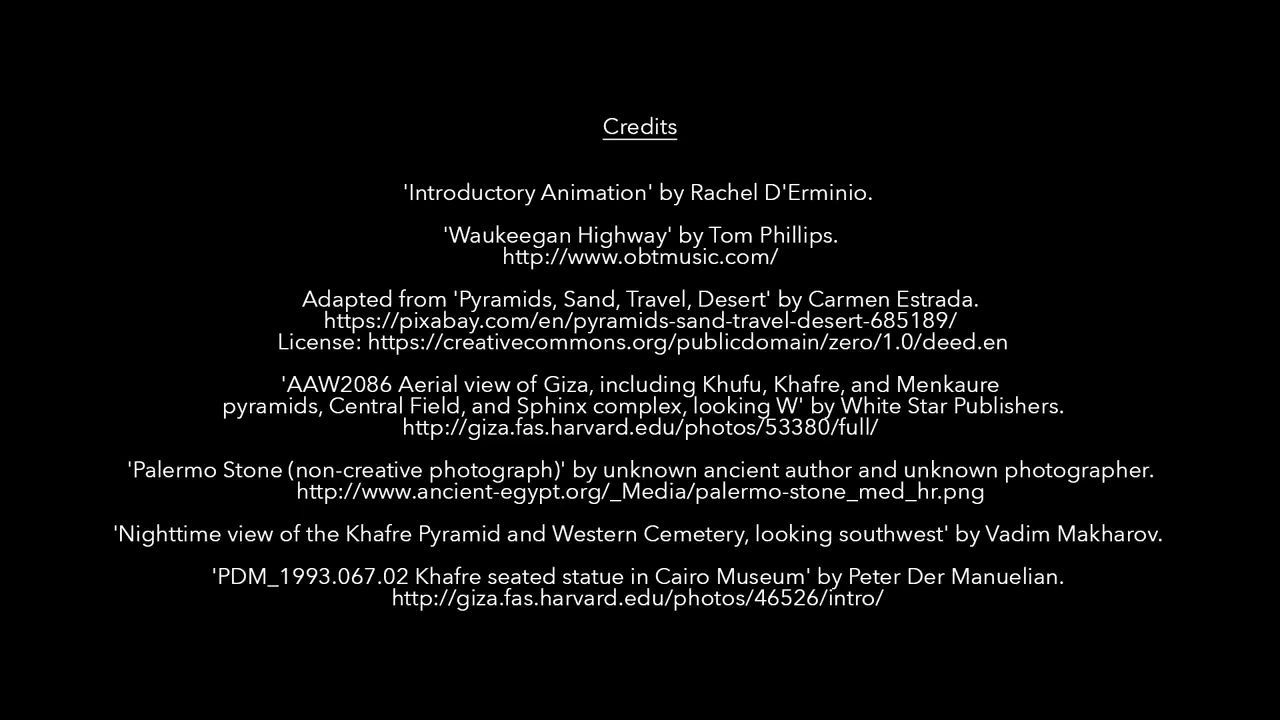 Credits
'Introductory Animation' by Rachel D'Erminio.
'Waukeegan Highway' by Tom Phillips.
http://www.obtmusic.com/
Adapted from 'Pyramids, Sand, Travel, Desert' by Carmen Estrada.
https://pixabay.com/en/pyramids-sand-travel-desert-685189/
License: https://creativecommons.org/publicdomain/zero/1.0/deed.en
'AAW2086 Aerial view of Giza, including Khufu, Khafre, and Menkaure
pyramids, Central Field, and Sphinx complex, looking W' by White Star Publishers.
http://giza.fas.harvard.edu/photos/53380/full/
'Palermo Stone (non-creative photograph)' by unknown ancient author and unknown photographer.
http://www.ancient-egypt.org/_Media/palermo-stone_med_hr.png
'Nighttime view of the Khafre Pyramid and Western Cemetery, looking southwest' by Vadim Makharov.
'PDM_1993.067.02 Khafre seated statue in Cairo Museum' by Peter Der Manuelian.
http://giza.fas.harvard.edu/photos/46526/intro/